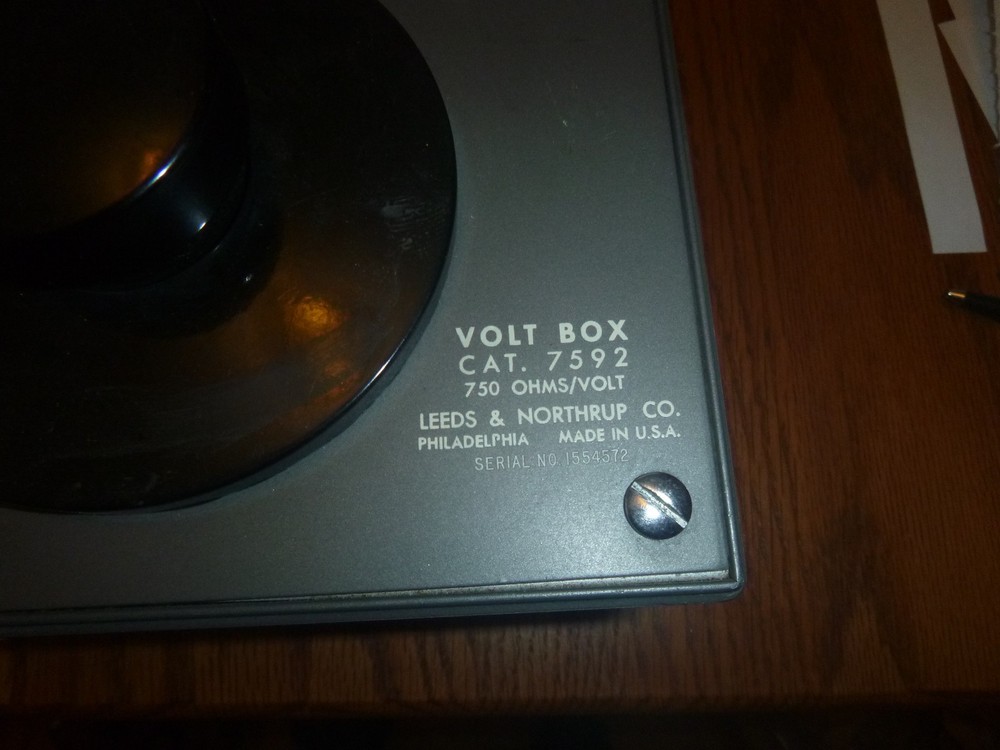 VOLT BOX
CAT. 7592
750 OHMS/VOLT
LEEDS & NORTHRUP CO.
PHILADELPHIA MADE IN U.S.A.
SERIAL NO. 1554572